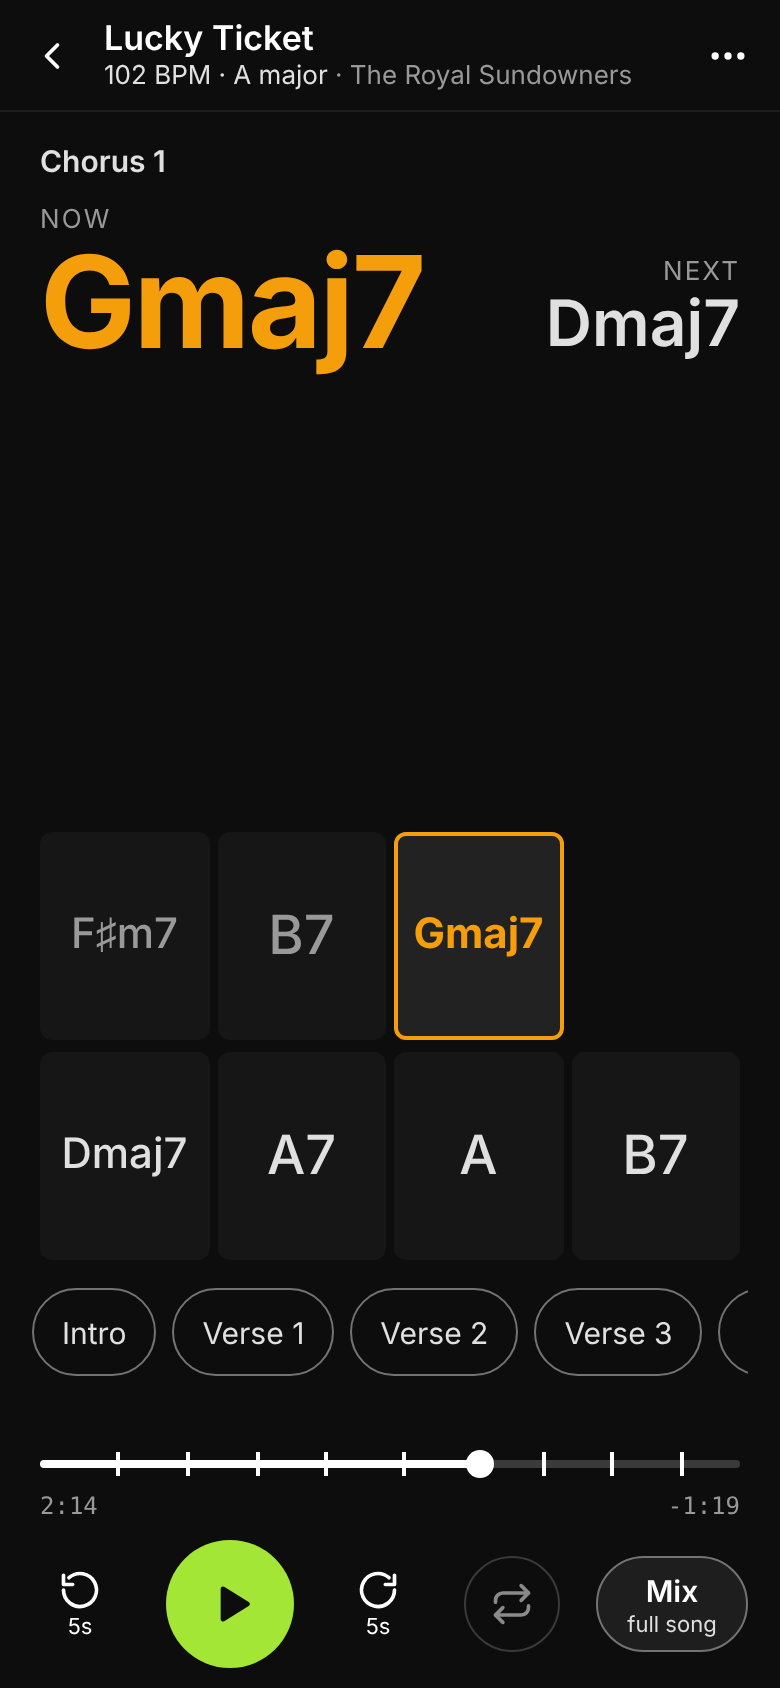 Lucky Ticket
102 BPM · A major · The Royal Sundowners
Chorus 1
NOW
Gmaj7
NEXT
Dmaj7
F♯m7 B7 Gmaj7
Dmaj7 A7 A B7
Intro Verse 1 Verse 2 Verse 3
2:14 -1:19
5s 5s Mix
full song